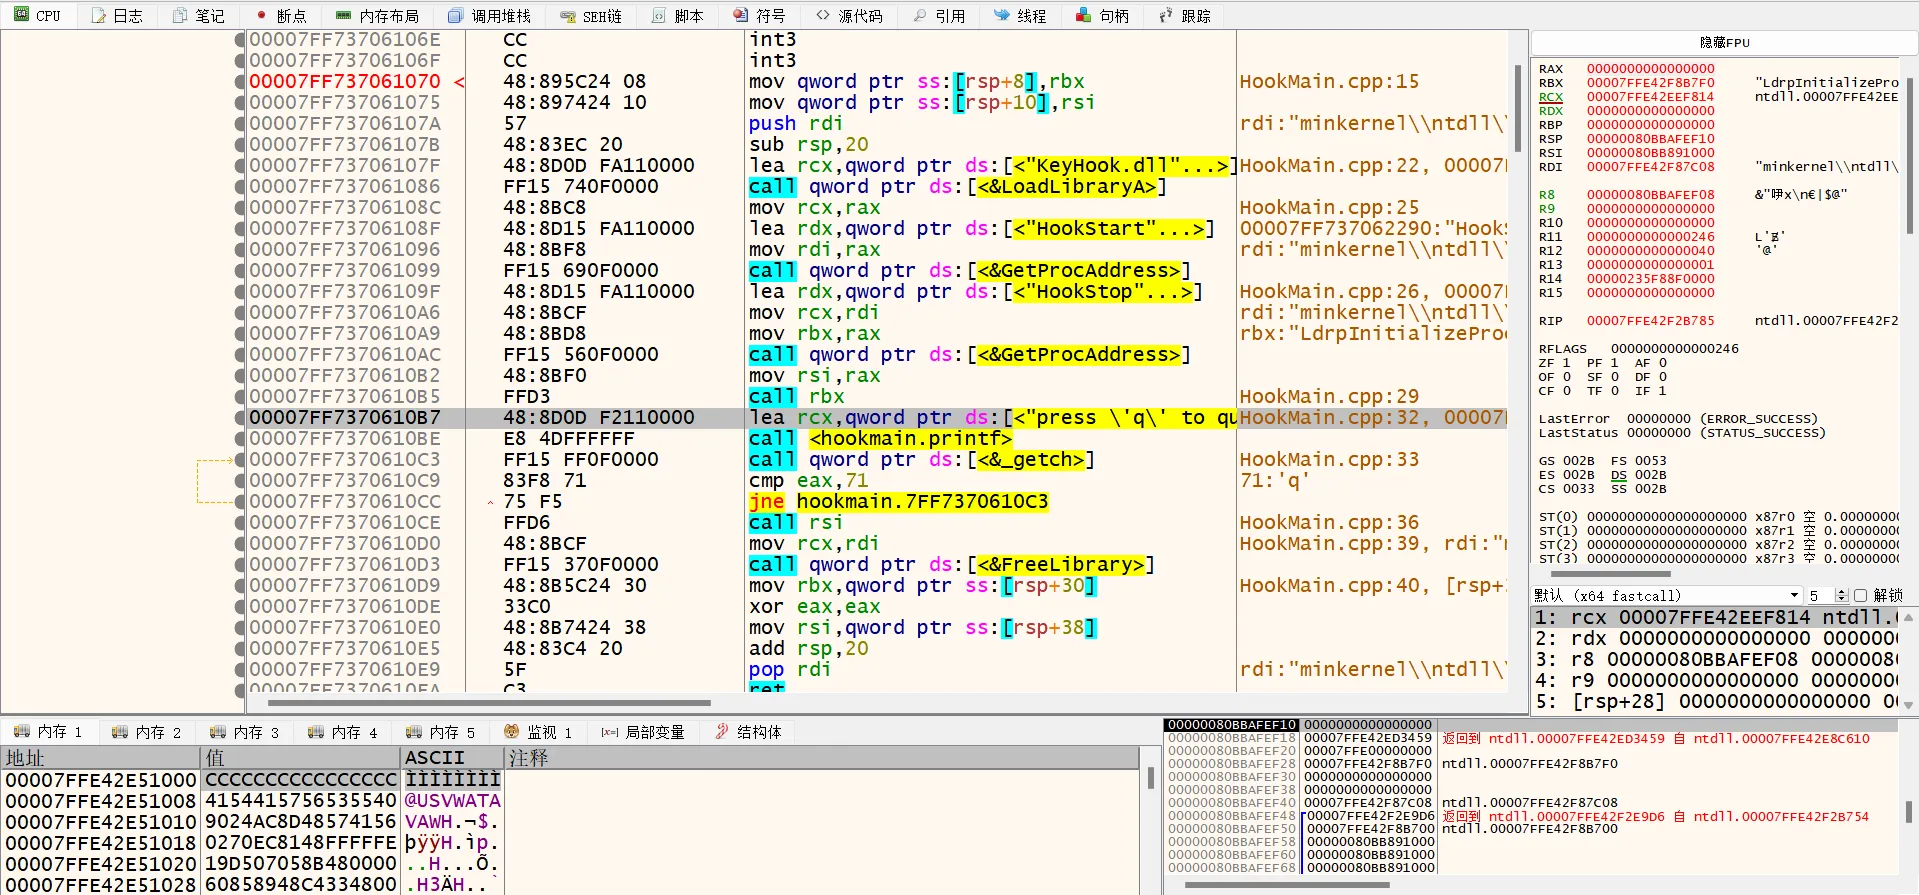 CPU 日志 笔记 断点 内存布局 调用堆栈 SEH链 脚本 符号 源代码 引用 线程 句柄 跟踪
00007FF73706106E CC int3
00007FF73706106F CC int3
00007FF737061070 < 48:895C24 08 mov qword ptr ss:[rsp+8],rbx HookMain.cpp:15
00007FF737061075 48:897424 10 mov qword ptr ss:[rsp+10],rsi
00007FF73706107A 57 push rdi rdi:"minkernel\\ntdll\\
00007FF73706107B 48:83EC 20 sub rsp,20
00007FF73706107F 48:8D0D FA110000 lea rcx,qword ptr ds:[<"KeyHook.dll"...>] HookMain.cpp:22, 00007F
00007FF737061086 FF15 740F0000 call qword ptr ds:[<&LoadLibraryA>]
00007FF73706108C 48:8BC8 mov rcx,rax HookMain.cpp:25
00007FF73706108F 48:8D15 FA110000 lea rdx,qword ptr ds:[<"HookStart"...>] 00007FF737062290:"HookS
00007FF737061096 48:8BF8 mov rdi,rax rdi:"minkernel\\ntdll\\
00007FF737061099 FF15 690F0000 call qword ptr ds:[<&GetProcAddress>]
00007FF73706109F 48:8D15 FA110000 lea rdx,qword ptr ds:[<"HookStop"...>] HookMain.cpp:26, 00007F
00007FF7370610A6 48:8BCF mov rcx,rdi rdi:"minkernel\\ntdll\\
00007FF7370610A9 48:8BD8 mov rbx,rax rbx:"LdrpInitializePro
00007FF7370610AC FF15 560F0000 call qword ptr ds:[<&GetProcAddress>]
00007FF7370610B2 48:8BF0 mov rsi,rax
00007FF7370610B5 FFD3 call rbx HookMain.cpp:29
00007FF7370610B7 48:8D0D F2110000 lea rcx,qword ptr ds:[<"press \'q\' to qu HookMain.cpp:32, 00007F
00007FF7370610BE E8 4DFFFFFF call <hookmain.printf>
00007FF7370610C3 FF15 FF0F0000 call qword ptr ds:[<&_getch>] HookMain.cpp:33
00007FF7370610C9 83F8 71 cmp eax,71 71:'q'
00007FF7370610CC 75 F5 jne hookmain.7FF7370610C3
00007FF7370610CE FFD6 call rsi HookMain.cpp:36
00007FF7370610D0 48:8BCF mov rcx,rdi HookMain.cpp:39, rdi:"m
00007FF7370610D3 FF15 370F0000 call qword ptr ds:[<&FreeLibrary>]
00007FF7370610D9 48:8B5C24 30 mov rbx,qword ptr ss:[rsp+30] HookMain.cpp:40, [rsp+
00007FF7370610DE 33C0 xor eax,eax
00007FF7370610E0 48:8B7424 38 mov rsi,qword ptr ss:[rsp+38]
00007FF7370610E5 48:83C4 20 add rsp,20
00007FF7370610E9 5F pop rdi rdi:"minkernel\\ntdll\\
00007FF7370610EA C3 ret
隐藏FPU
RAX 0000000000000000
RBX 00007FFE42F8B7F0 "LdrpInitializePro
RCX 00007FFE42EEF814 ntdll.00007FFE42EE
RDX 0000000000000000
RBP 0000000000000000
RSP 00000080BBAFEF10
RSI 00000080BB891000
RDI 00007FFE42F87C08 "minkernel\\ntdll\
R8 00000080BBAFEF08
R9 0000000000000000
R10 0000000000000000
R11 0000000000000246
R12 0000000000000040 '@'
R13 0000000000000001
R14 00000235F88F0000
R15 0000000000000000
RIP 00007FFE42F2B785 ntdll.00007FFE42F2
RFLAGS 0000000000000246
ZF 1 PF 1 AF 0
OF 0 SF 0 DF 0
CF 0 TF 0 IF 1
LastError 00000000 (ERROR_SUCCESS)
LastStatus 00000000 (STATUS_SUCCESS)
GS 002B FS 0053
ES 002B DS 002B
CS 0033 SS 002B
ST(0) 00000000000000000000 x87r0 空 0.0000000
ST(1) 00000000000000000000 x87r1 空 0.0000000
ST(2) 00000000000000000000 x87r2 空 0.0000000
ST(3) 00000000000000000000 x87r3 空 0.0000000
默认 (x64 fastcall) 5 解锁
1: rcx 00007FFE42EEF814 ntdll.
2: rdx 0000000000000000 000000
3: r8 00000080BBAFEF08 0000008
4: r9 0000000000000000 0000000
5: [rsp+28] 0000000000000000 00
内存 1 内存 2 内存 3 内存 4 内存 5 监视 1 [x=] 局部变量 结构体
地址 值 ASCII 注释
00007FFE42E51000 CCCCCCCCCCCCCCCC ÌÌÌÌÌÌÌÌ
00007FFE42E51008 4154415756535540 @USVWATA
00007FFE42E51010 9024AC8D48574156 VAWH.¬$.
00007FFE42E51018 0270EC8148FFFFFE þÿÿH.ìp.
00007FFE42E51020 19D507058B480000 ..H...Õ.
00007FFE42E51028 60858948C4334800 .H3ÄH..`
00000080BBAFEF10 0000000000000000
00000080BBAFEF18 00007FFE42ED3459 返回到 ntdll.00007FFE42ED3459 自 ntdll.00007FFE42E8C610
00000080BBAFEF20 00007FFE00000000
00000080BBAFEF28 00007FFE42F8B7F0 ntdll.00007FFE42F8B7F0
00000080BBAFEF30 0000000000000000
00000080BBAFEF38 0000000000000000
00000080BBAFEF40 00007FFE42F87C08 ntdll.00007FFE42F87C08
00000080BBAFEF48 00007FFE42F2E9D6 返回到 ntdll.00007FFE42F2E9D6 自 ntdll.00007FFE42F2B754
00000080BBAFEF50 00007FFE42F8B700 ntdll.00007FFE42F8B700
00000080BBAFEF58 00000080BB891000
00000080BBAFEF60 00000080BB891000
00000080BBAFEF68 00000080BB891000